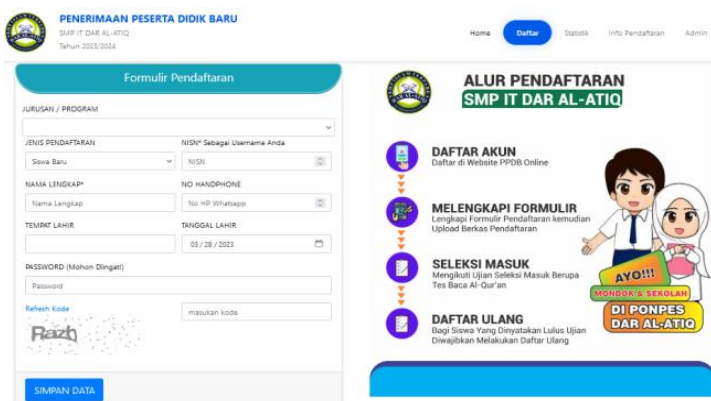 PENERIMAAN PESERTA DIDIK BARU
SMP IT DAR AL-ATIQ
Tahun 2023/2024
Home Daftar Statistik Info Pendaftaran Admin
Formulir Pendaftaran
JURUSAN / PROGRAM
JENIS PENDAFTARAN NISN* Sebagai Username Anda
Siswa Baru NISN
NAMA LENGKAP* NO HANDPHONE
Nama Lengkap No HP Whatsapp
TEMPAT LAHIR TANGGAL LAHIR
03 / 28 / 2023
PASSWORD (Mohon DIingat!)
Password
Refresh Kode masukan kode
Razh
SIMPAN DATA
ALUR PENDAFTARAN
SMP IT DAR AL-ATIQ
DAFTAR AKUN
Daftar di Website PPDB Online
MELENGKAPI FORMULIR
Lengkapi Formulir Pendaftaran kemudian
Upload Berkas Pendaftaran
SELEKSI MASUK
Mengikuti Ujian Seleksi Masuk Berupa
Tes Baca Al-Qur'an
DAFTAR ULANG
Bagi Siswa Yang Dinyatakan Lulus Ujian
Diwajibkan Melakukan Daftar Ulang
AYO!!!
MONDOK & SEKOLAH
DI PONPES
DAR AL-ATIQ